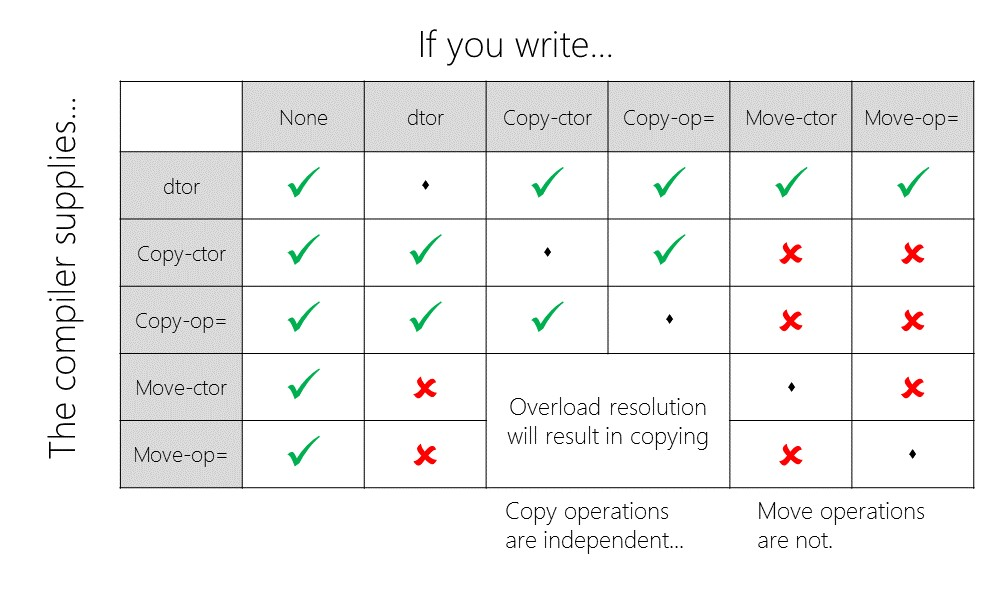 If you write...
The compiler supplies...
None dtor Copy-ctor Copy-op= Move-ctor Move-op=
dtor
Copy-ctor
Copy-op=
Move-ctor
Overload resolution
will result in copying
Move-op=
Copy operations
are independent...
Move operations
are not.